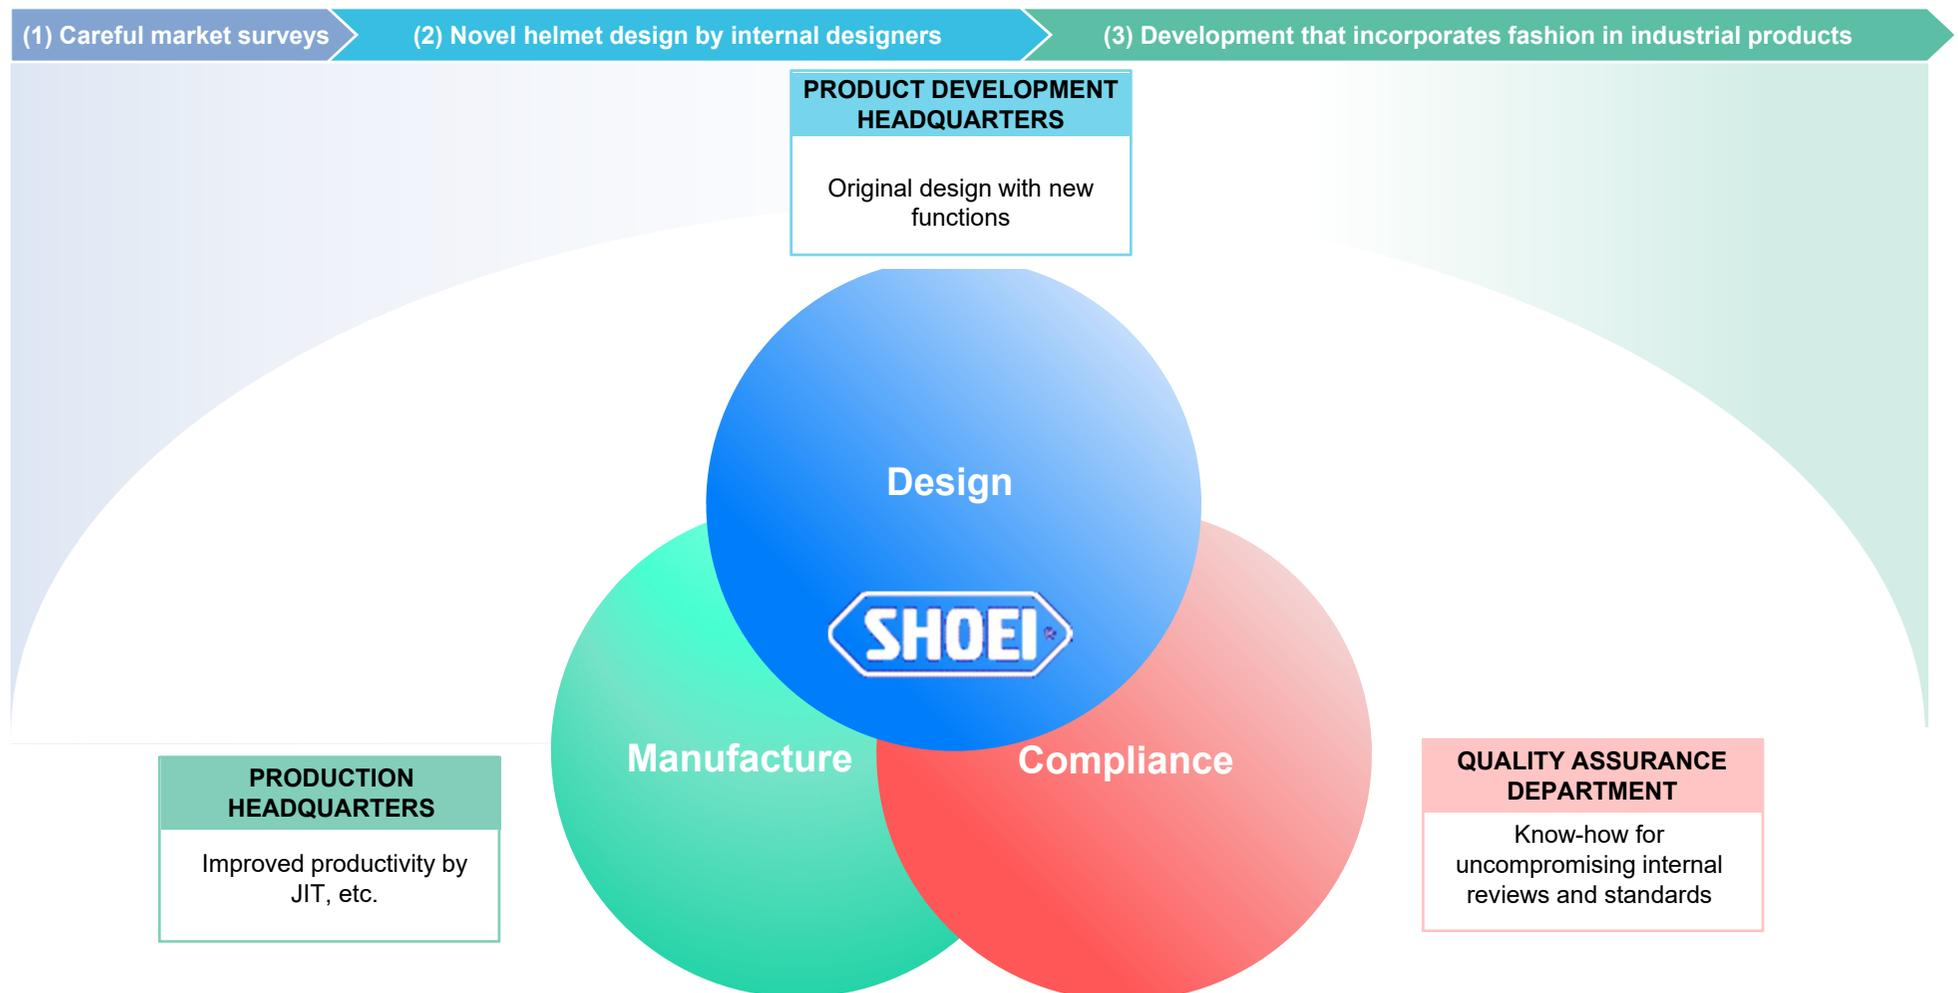 (1) Careful market surveys
(2) Novel helmet design by internal designers
(3) Development that incorporates fashion in industrial products
PRODUCT DEVELOPMENT
HEADQUARTERS
Original design with new
functions
Design
SHOEI
Manufacture
Compliance
PRODUCTION
HEADQUARTERS
Improved productivity by
JIT, etc.
QUALITY ASSURANCE
DEPARTMENT
Know-how for
uncompromising internal
reviews and standards